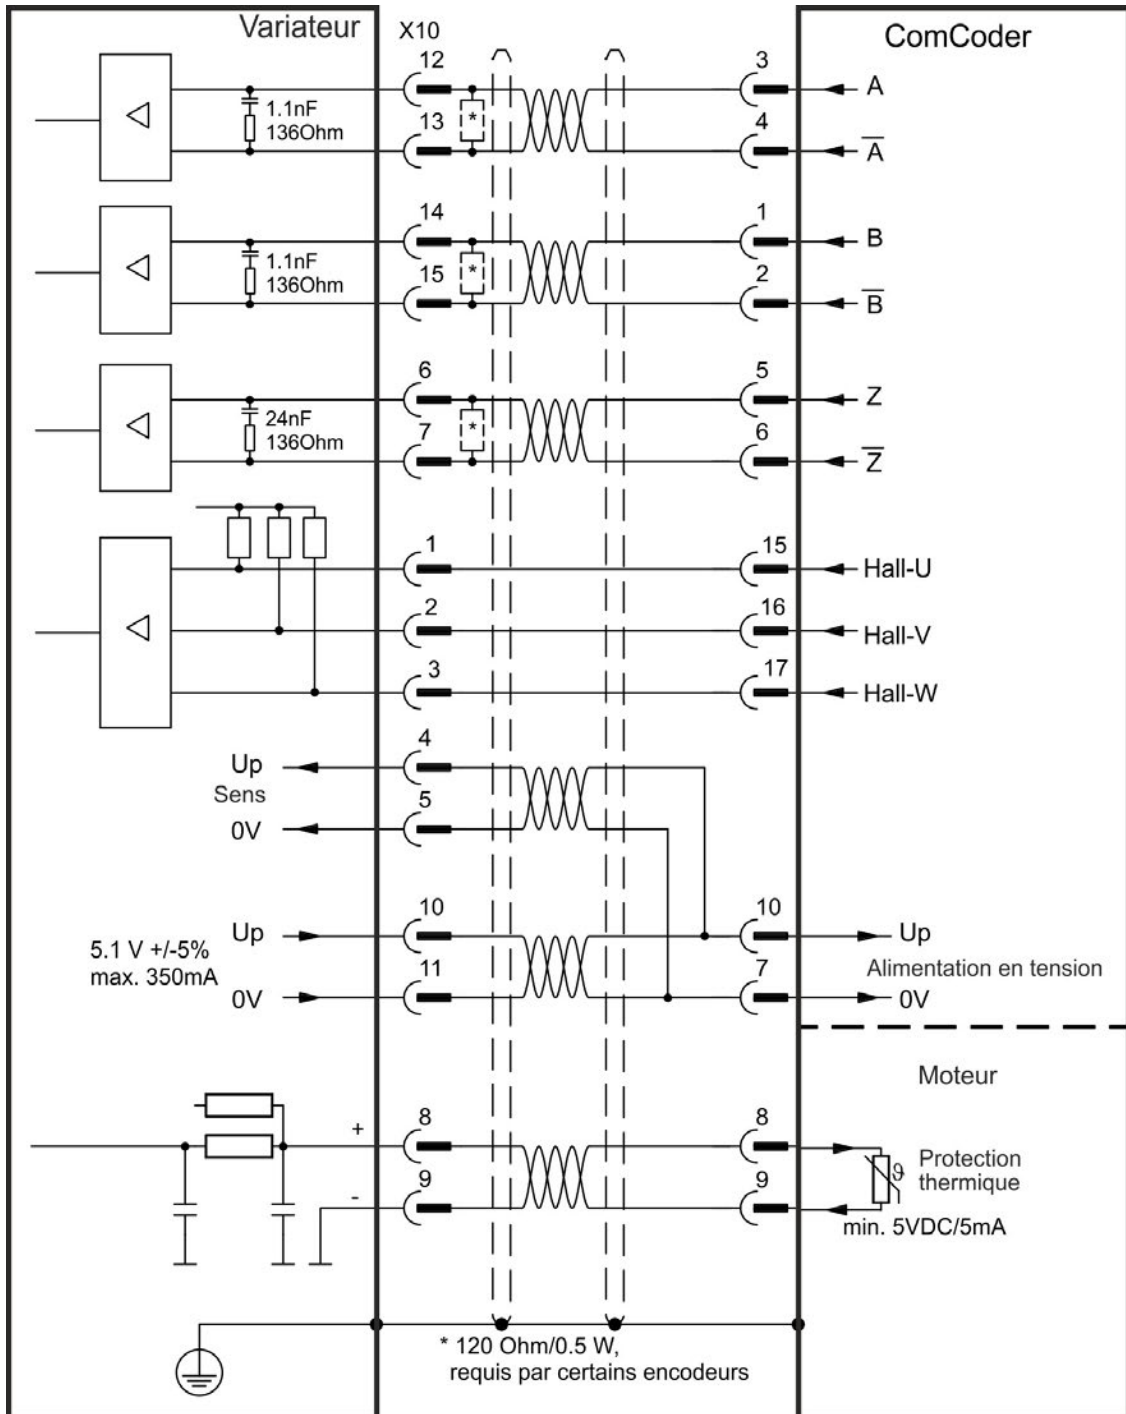 Variateur
X10
ComCoder
12
3
A
1.1nF
136Ohm
*
13
4
A̅
14
1
B
1.1nF
136Ohm
*
15
2
B̅
6
5
Z
24nF
136Ohm
*
7
6
Z̅
1
15
Hall-U
2
16
Hall-V
3
17
Hall-W
4
Up
Sens
5
0V
10
10
Up
Up
5.1 V +/-5%
max. 350mA
Alimentation en tension
11
7
0V
0V
Moteur
+
8
8
Protection
thermique
ϑ
-
9
9
min. 5VDC/5mA
* 120 Ohm/0.5 W,
requis par certains encodeurs